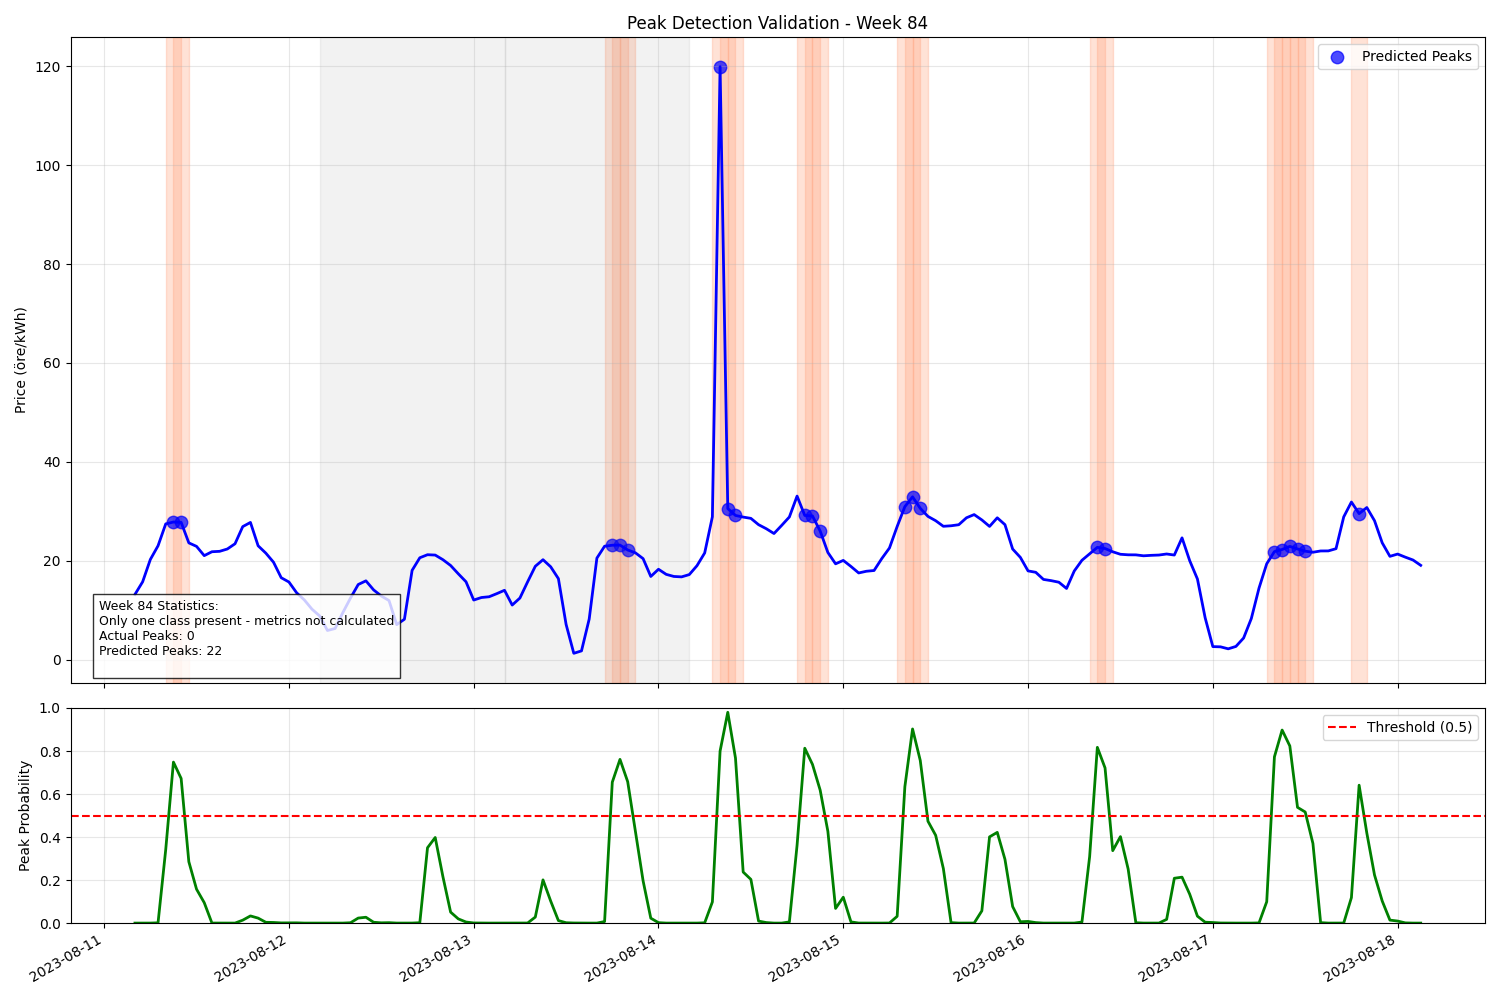 Peak Detection Validation - Week 84
Predicted Peaks
Price (öre/kWh)
120
100
80
60
40
20
0
Week 84 Statistics:
Only one class present - metrics not calculated
Actual Peaks: 0
Predicted Peaks: 22
Threshold (0.5)
Peak Probability
1.0
0.8
0.6
0.4
0.2
0.0
2023-08-11
2023-08-12
2023-08-13
2023-08-14
2023-08-15
2023-08-16
2023-08-17
2023-08-18